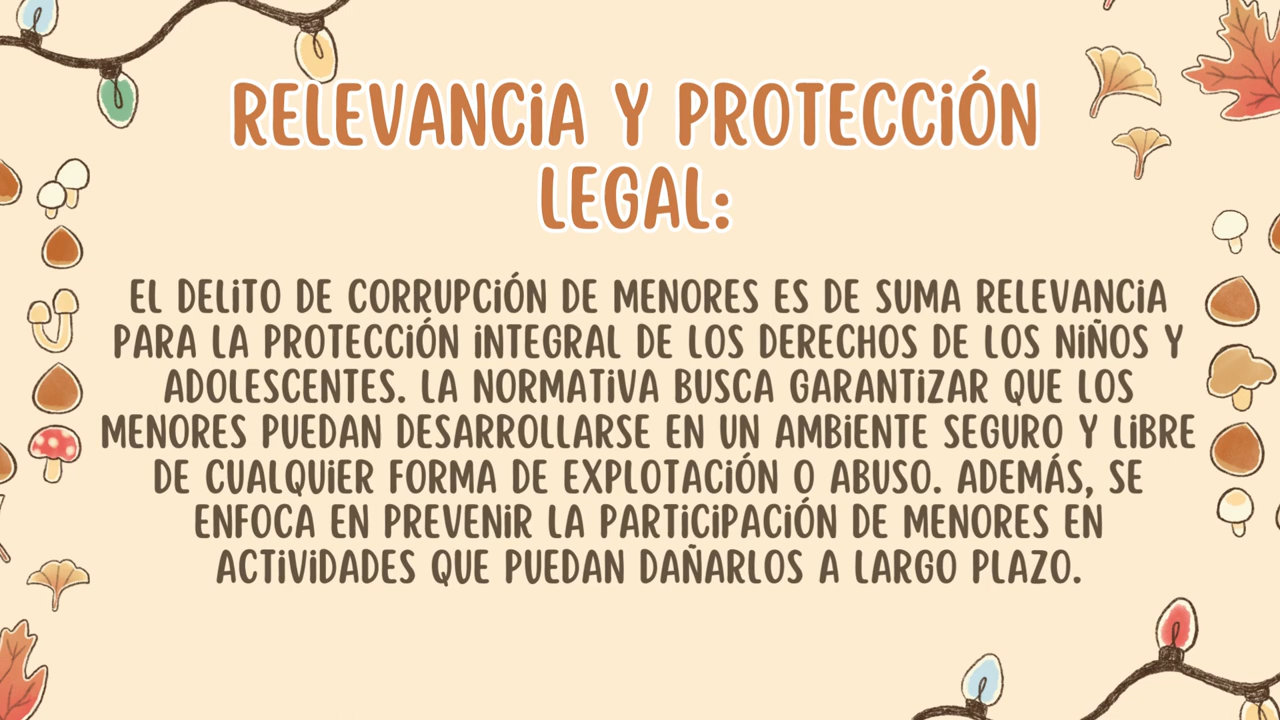 RELEVANCIA Y PROTECCIÓN
LEGAL:
EL DELITO DE CORRUPCIÓN DE MENORES ES DE SUMA RELEVANCIA
PARA LA PROTECCIÓN INTEGRAL DE LOS DERECHOS DE LOS NIÑOS Y
ADOLESCENTES. LA NORMATIVA BUSCA GARANTIZAR QUE LOS
MENORES PUEDAN DESARROLLARSE EN UN AMBIENTE SEGURO Y LIBRE
DE CUALQUIER FORMA DE EXPLOTACIÓN O ABUSO. ADEMÁS, SE
ENFOCA EN PREVENIR LA PARTICIPACIÓN DE MENORES EN
ACTIVIDADES QUE PUEDAN DAÑARLOS A LARGO PLAZO.